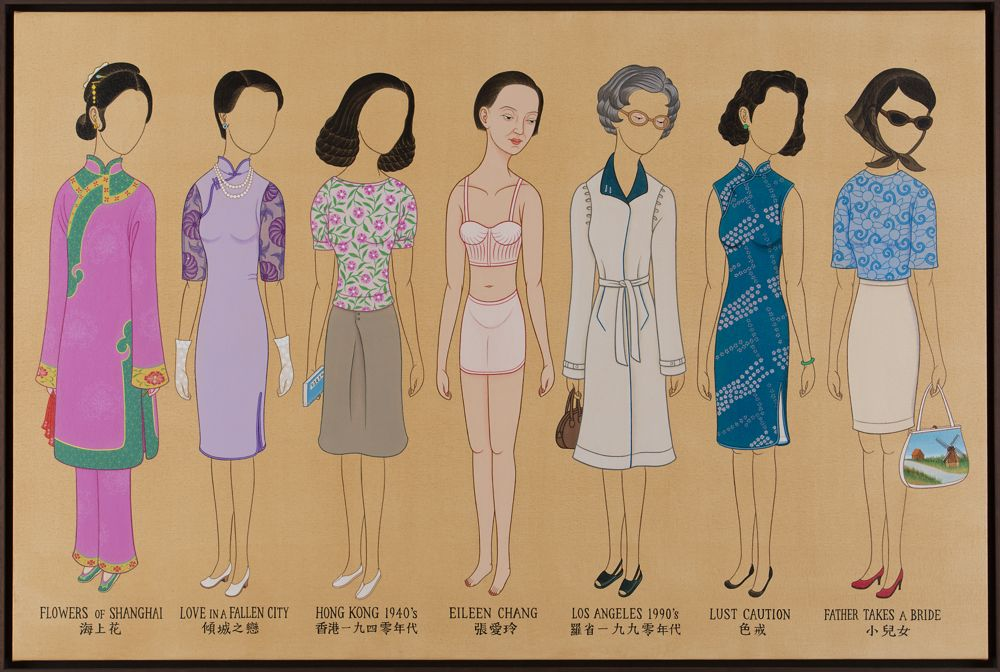 FLOWERS OF SHANGHAI
海上花
LOVE IN A FALLEN CITY
傾城之戀
HONG KONG 1940's
香港一九四零年代
EILEEN CHANG
張愛玲
LOS ANGELES 1990's
羅省一九九零年代
LUST CAUTION
色戒
FATHER TAKES A BRIDE
小兒女